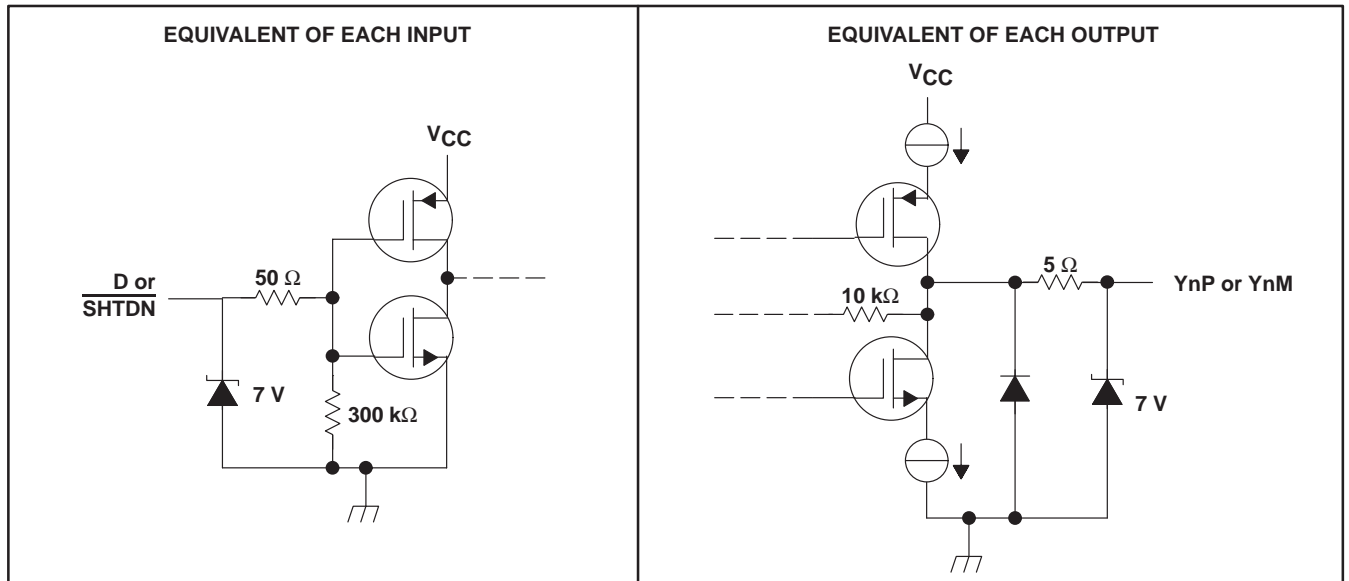 EQUIVALENT OF EACH INPUT
VCC
50 Ω
D or
SHTDN
7 V
300 kΩ
EQUIVALENT OF EACH OUTPUT
VCC
5 Ω
YnP or YnM
10 kΩ
7 V